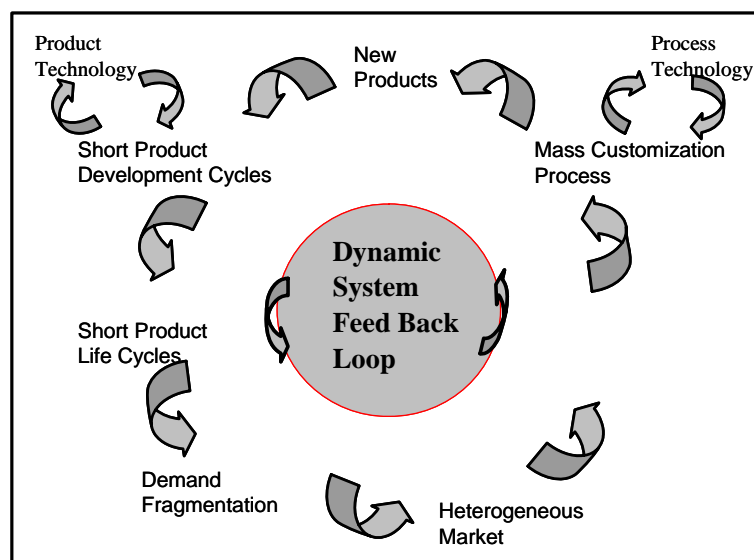 Product
Technology
New
Products
Process
Technology
Short Product
Development Cycles
Mass Customization
Process
Dynamic
System
Feed Back
Loop
Short Product
Life Cycles
Demand
Fragmentation
Heterogeneous
Market